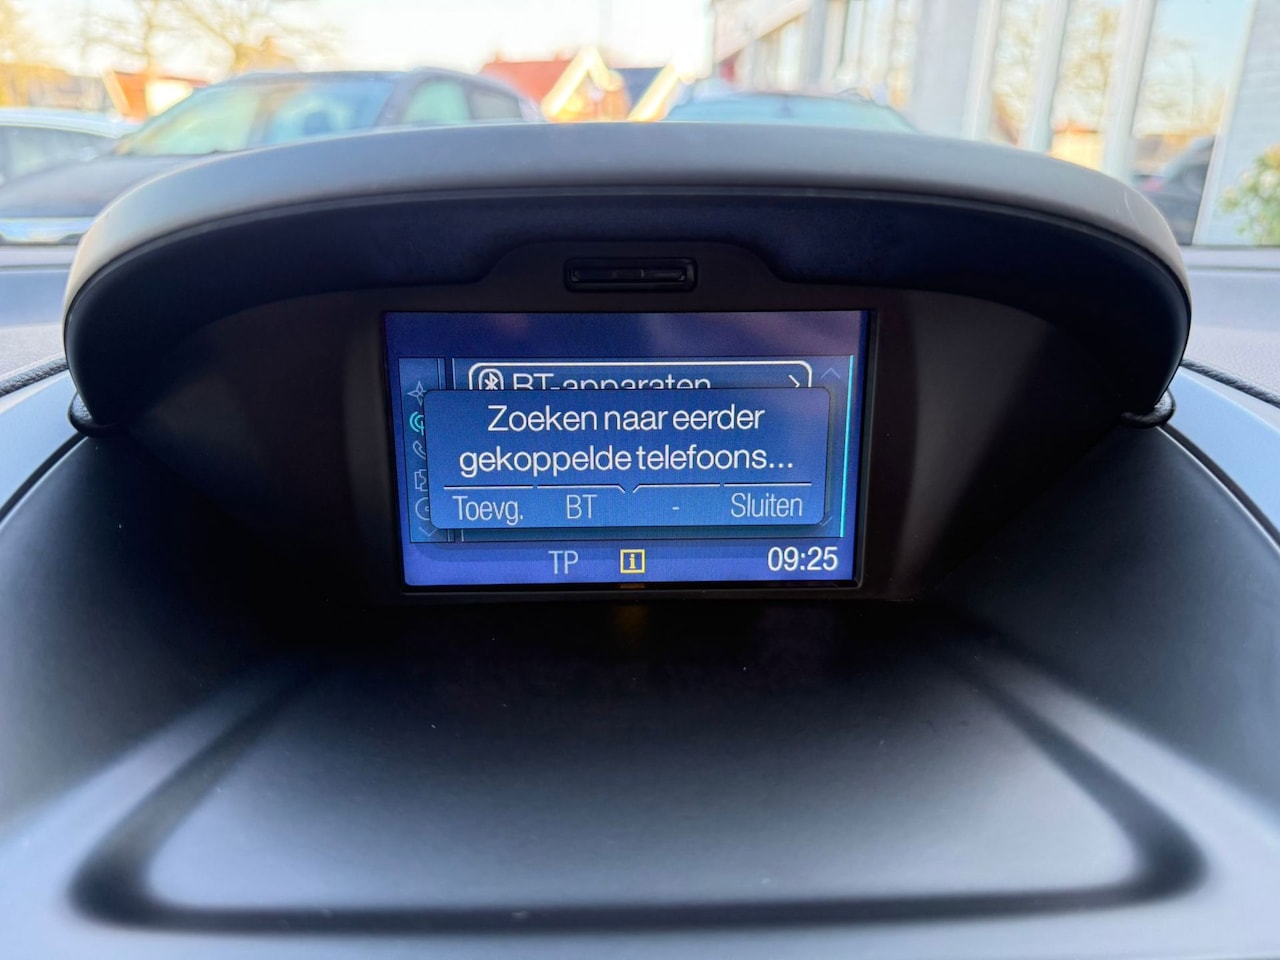 BT-apparaten
Zoeken naar eerder
gekoppelde telefoons...
Toevg. BT - Sluiten
TP i 09:25